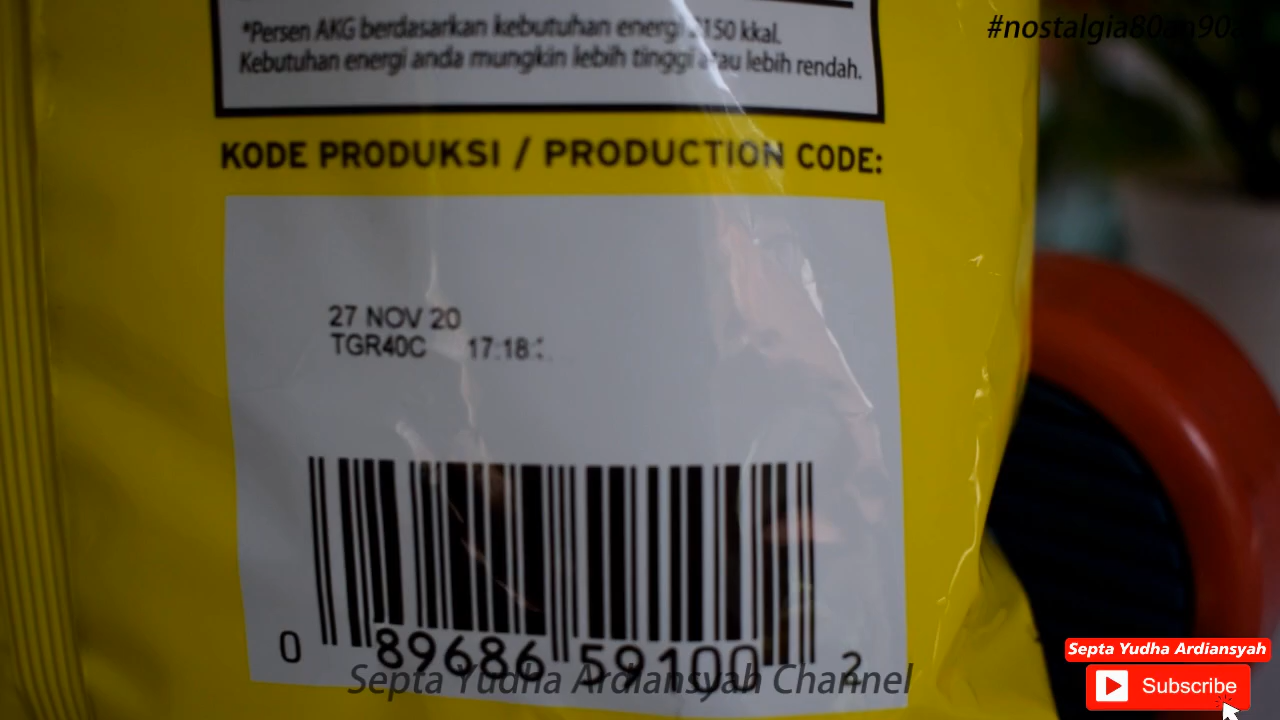 #nostalgia80an90an
*Persen AKG berdasarkan kebutuhan energi 2150 kkal.
Kebutuhan energi anda mungkin lebih tinggi atau lebih rendah.
KODE PRODUKSI / PRODUCTION CODE:
27 NOV 20
TGR40C 17:18:
0 89686 59100 2
Septa Yudha Ardiansyah Channel
Septa Yudha Ardiansyah
Subscribe